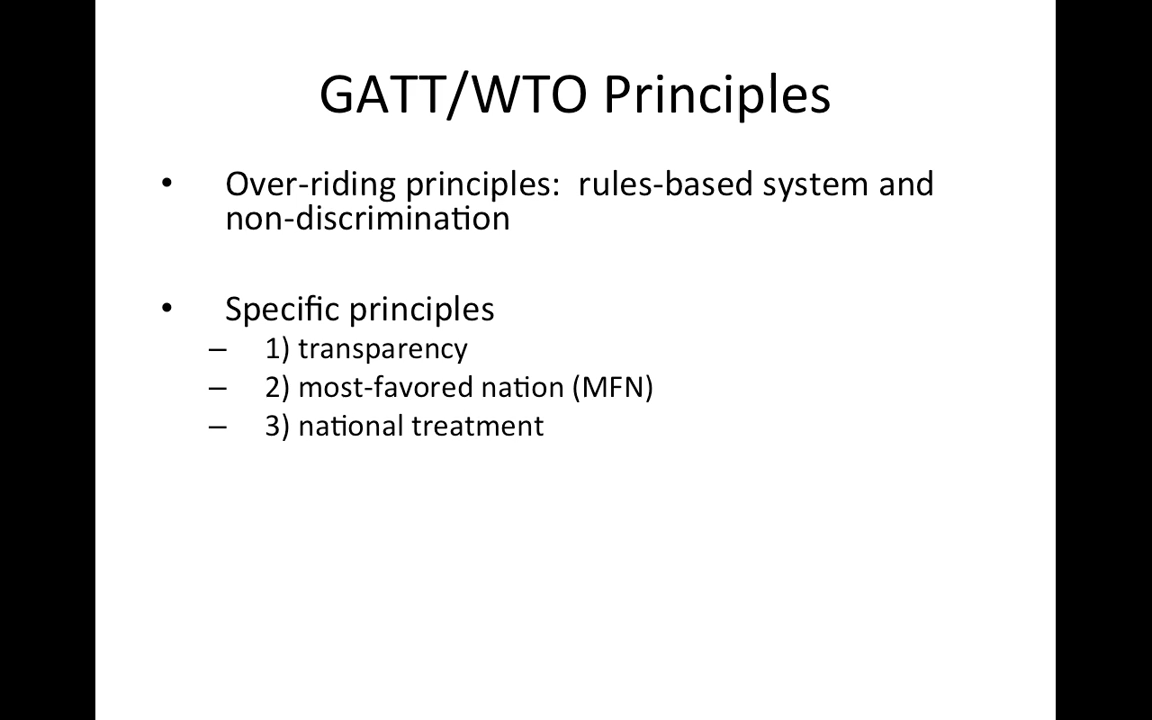 GATT/WTO Principles
• Over-riding principles:  rules-based system and
non-discrimination
• Specific principles
– 1) transparency
– 2) most-favored nation (MFN)
– 3) national treatment